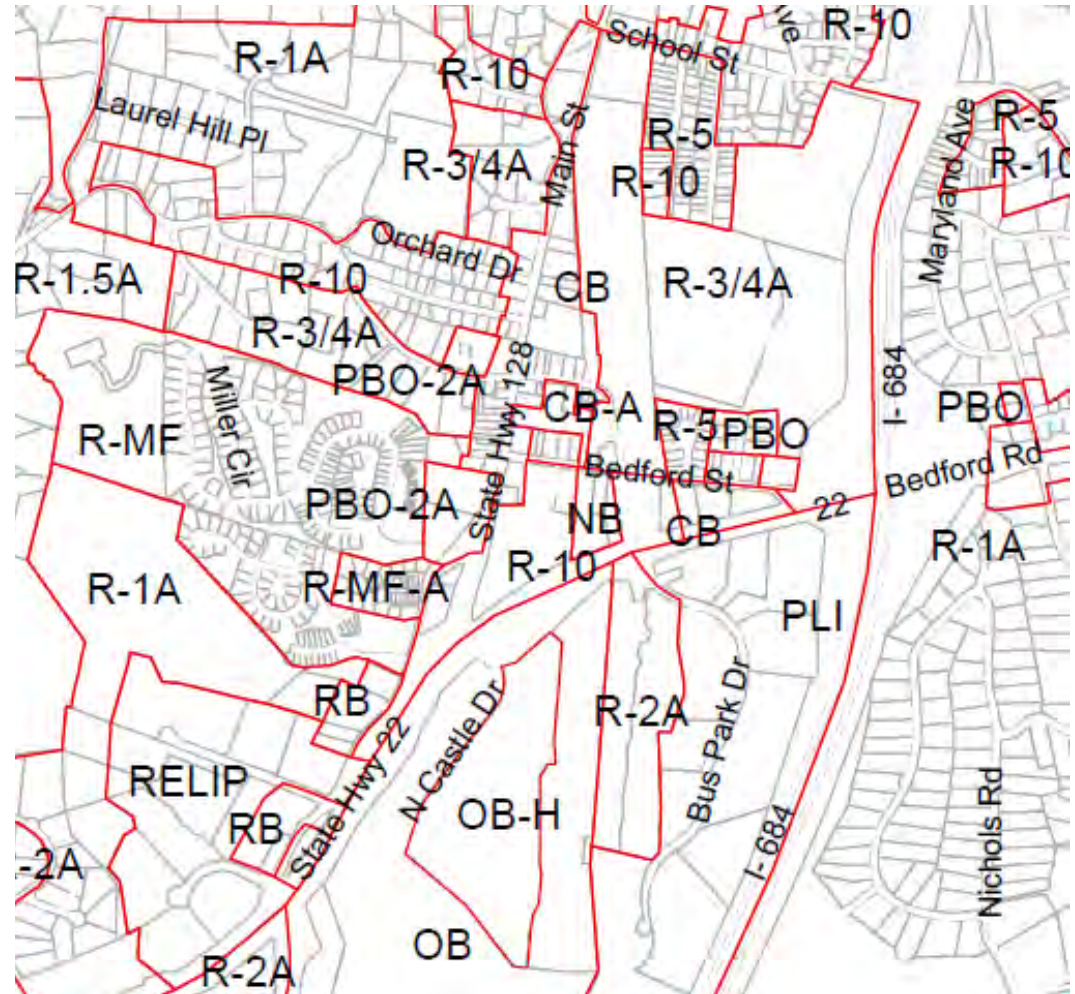 R-10
School St
R-1A
R-10
R-5
Laurel Hill Pl
R-5
R-3/4A
R-10
R-10
Main St
Maryland Ave
Orchard Dr
R-1.5A
R-10
CB
R-3/4A
R-3/4A
State Hwy 128
I- 684
PBO-2A
CB-A
PBO
Miller Cir
R-MF
R-5
PBO
Bedford St
Bedford Rd
PBO-2A
22
NB
CB
R-10
R-1A
R-1A
R-MF-A
PLI
RB
R-2A
N Castle Dr
Bus Park Dr
State Hwy 22
RELIP
RB
OB-H
I- 684
Nichols Rd
-2A
OB
R-2A